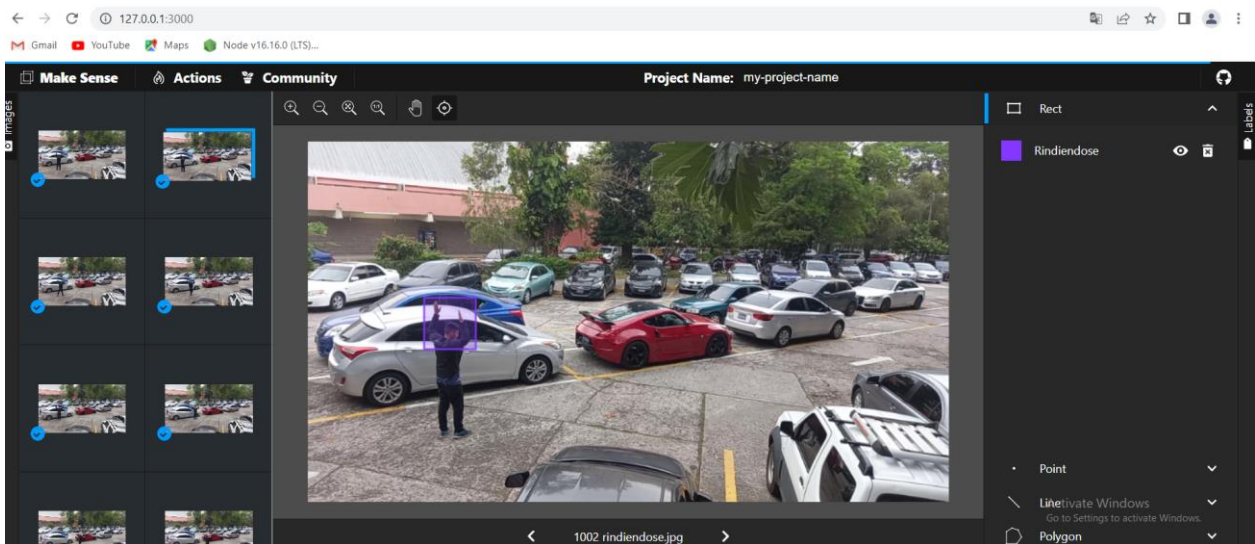 127.0.0.1:3000
Gmail YouTube Maps Node v16.16.0 (LTS)...
Make Sense Actions Community Project Name: my-project-name
Images
Rect
Labels
Rindiendose
Point
Line
Activate Windows
Go to Settings to activate Windows.
Polygon
1002 rindiendose.jpg